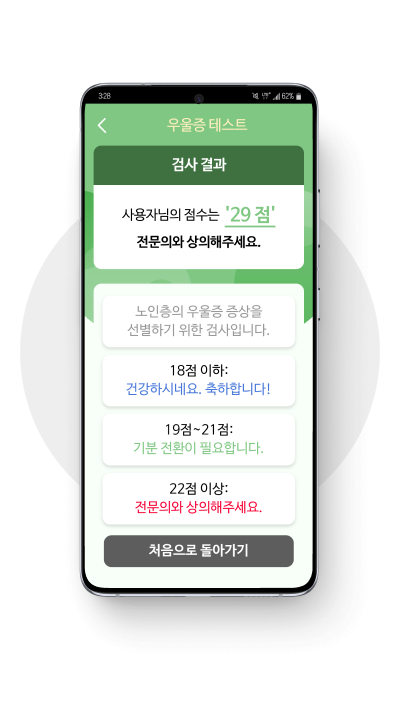 3:28
62%
우울증 테스트
검사 결과
사용자님의 점수는 '29 점'
전문의와 상의해주세요.
노인층의 우울증 증상을
선별하기 위한 검사입니다.
18점 이하:
건강하시네요. 축하합니다!
19점~21점:
기분 전환이 필요합니다.
22점 이상:
전문의와 상의해주세요.
처음으로 돌아가기